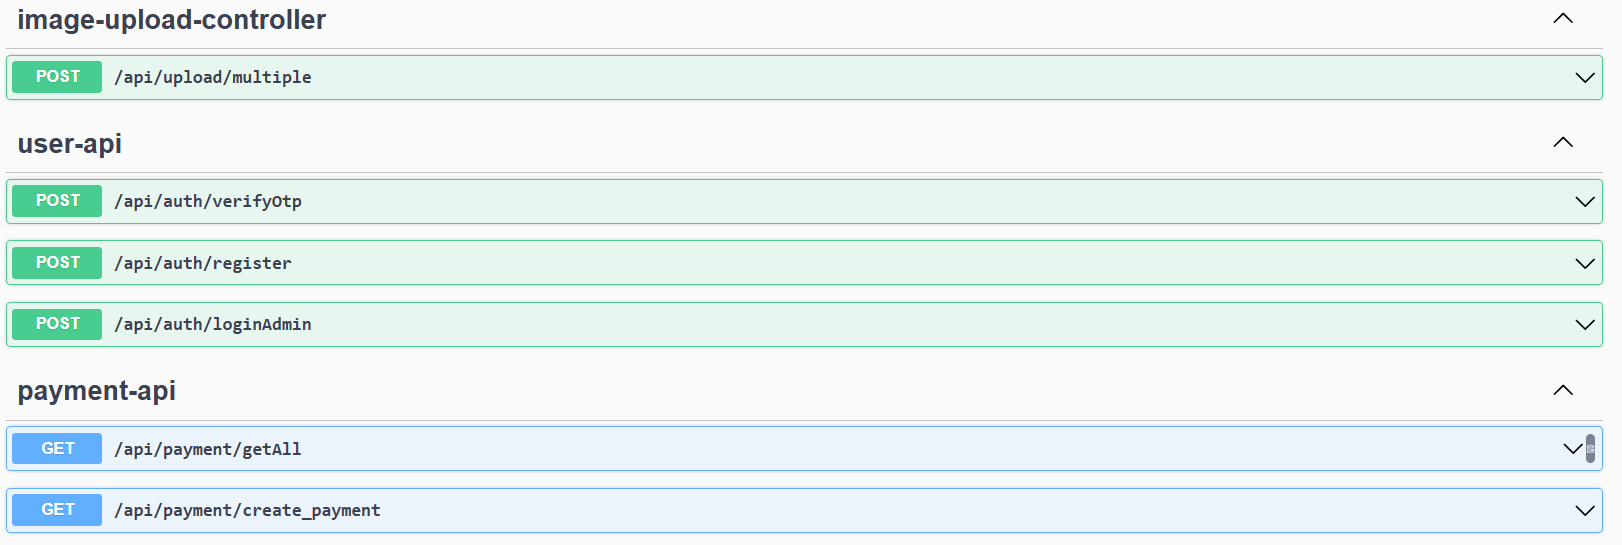 image-upload-controller
POST /api/upload/multiple
user-api
POST /api/auth/verifyOtp
POST /api/auth/register
POST /api/auth/loginAdmin
payment-api
GET /api/payment/getAll
GET /api/payment/create_payment